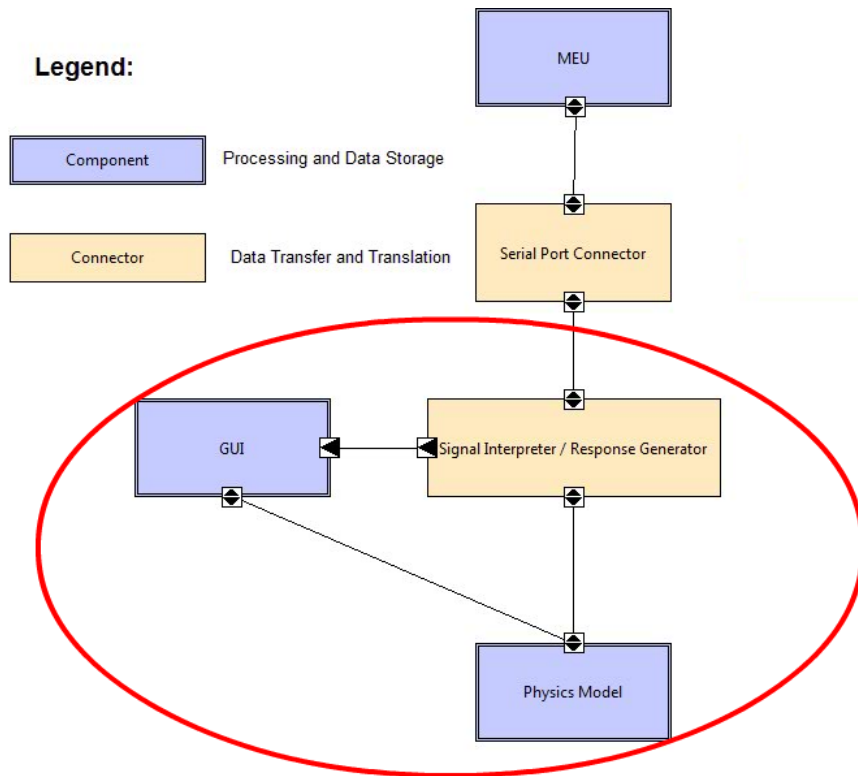 MEU
Legend:
Component
Processing and Data Storage
Connector
Data Transfer and Translation
Serial Port Connector
GUI
Signal Interpreter / Response Generator
Physics Model